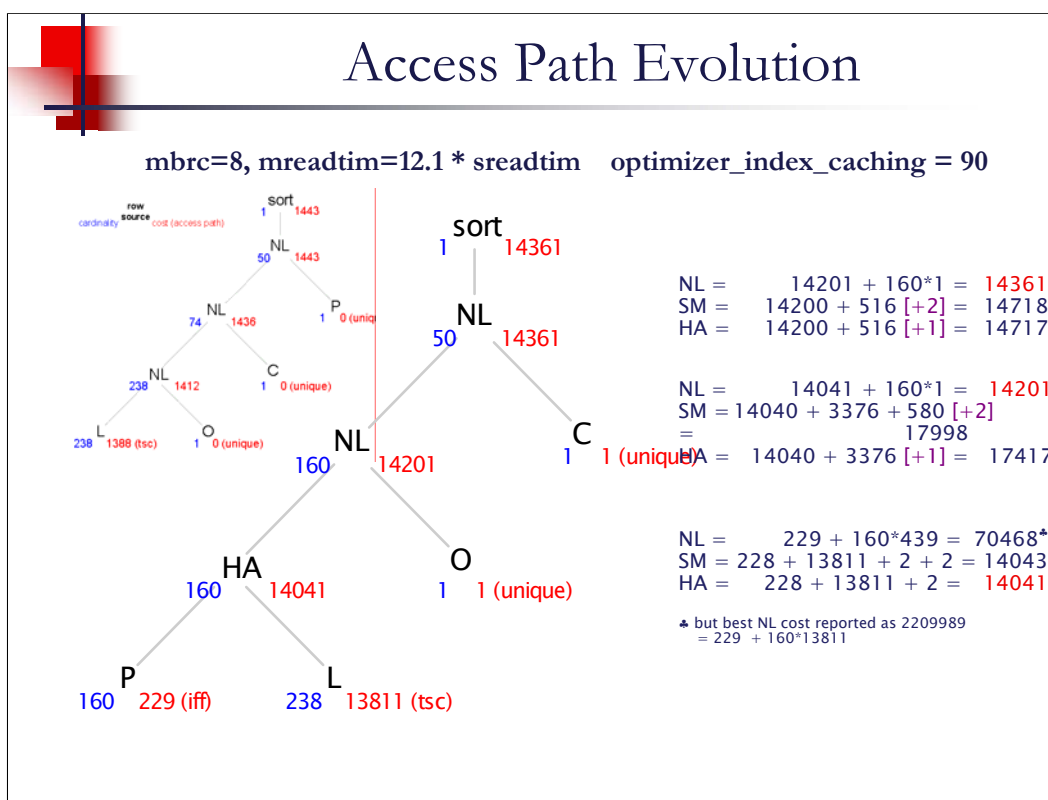 Access Path Evolution
mbrc=8, mreadtim=12.1 * sreadtim optimizer_index_caching = 90
row
source
cardinality cost (access path)
sort
1 1443
NL
50 1443
NL
74 1436
P
1 0 (uniq
NL
238 1412
C
1 0 (unique)
L
238 1388 (tsc)
O
1 0 (unique)
sort
1 14361
NL
50 14361
NL
160 14201
C
1 1 (unique)
HA
160 14041
O
1 1 (unique)
P
160 229 (iff)
L
238 13811 (tsc)
NL = 14201 + 160*1 = 14361
SM = 14200 + 516 [+2] = 14718
HA = 14200 + 516 [+1] = 14717
NL = 14041 + 160*1 = 14201
SM = 14040 + 3376 + 580 [+2]
= 17998
HA = 14040 + 3376 [+1] = 17417
NL = 229 + 160*439 = 70468♣
SM = 228 + 13811 + 2 + 2 = 14043
HA = 228 + 13811 + 2 = 14041
♣ but best NL cost reported as 2209989
= 229 + 160*13811